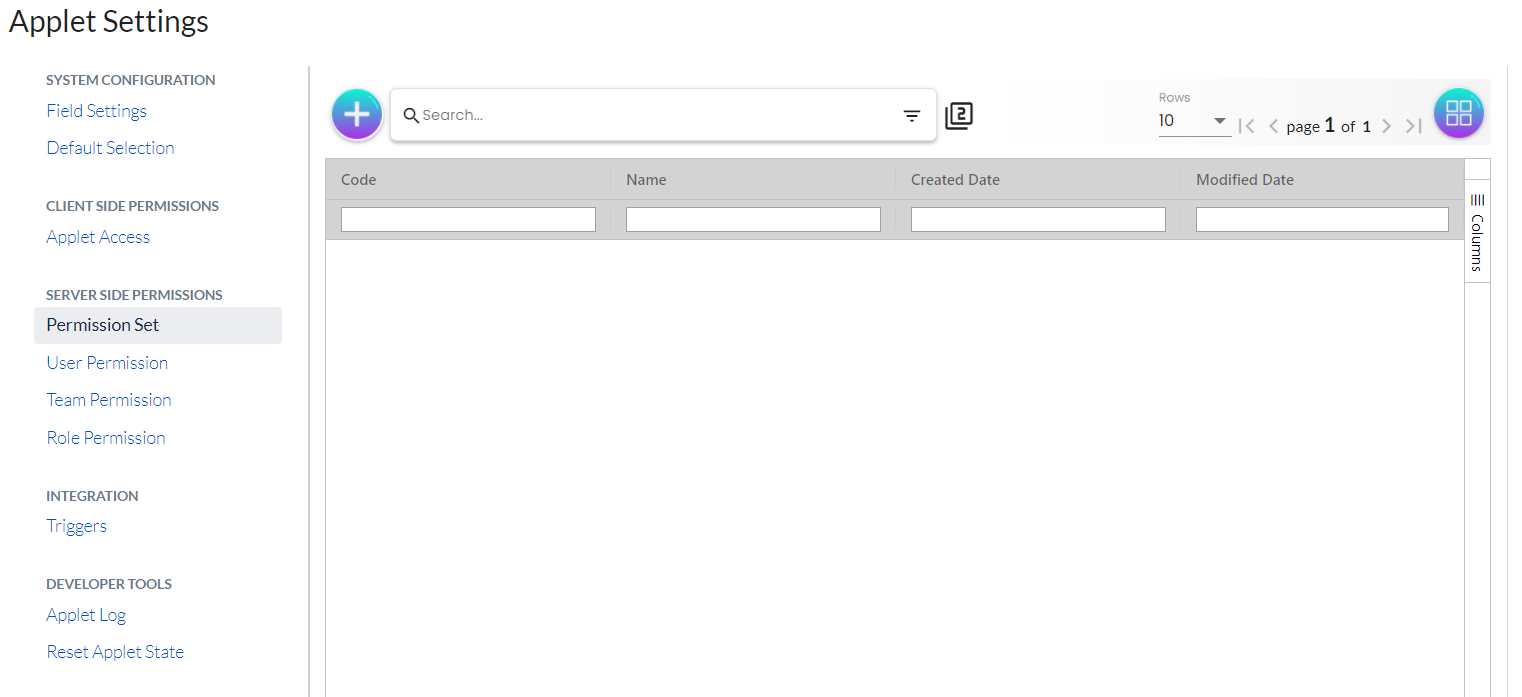 Applet Settings
SYSTEM CONFIGURATION
Field Settings
Default Selection
CLIENT SIDE PERMISSIONS
Applet Access
SERVER SIDE PERMISSIONS
Permission Set
User Permission
Team Permission
Role Permission
INTEGRATION
Triggers
DEVELOPER TOOLS
Applet Log
Reset Applet State
Search...
2
Rows
10
page 1 of 1
Code Name Created Date Modified Date
Columns